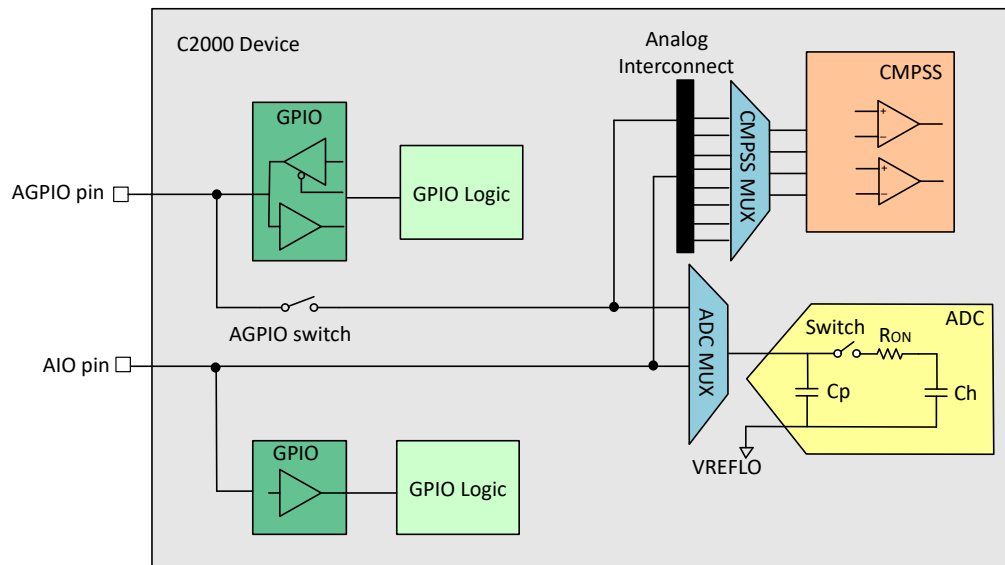 C2000 Device
Analog
Interconnect
CMPSS
GPIO
CMPSS MUX
+
−
+
−
GPIO Logic
AGPIO pin
AGPIO switch
ADC MUX
ADC
Switch
RON
AIO pin
Cp
Ch
GPIO
GPIO Logic
VREFLO